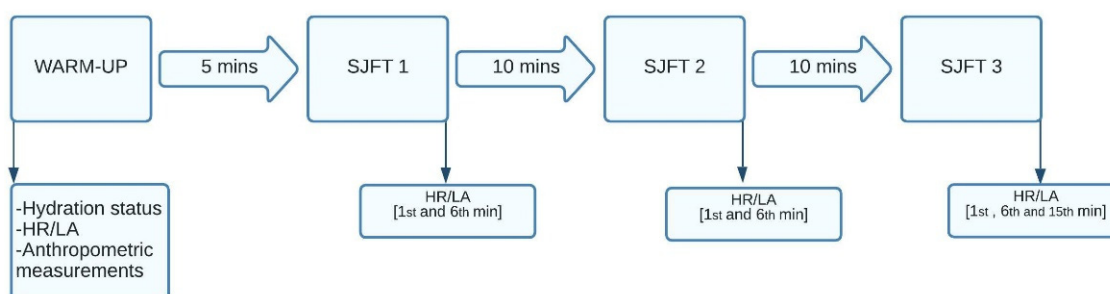 WARM-UP
5 mins
SJFT 1
10 mins
SJFT 2
10 mins
SJFT 3
-Hydration status
-HR/LA
-Anthropometric
measurements
HR/LA
[1st and 6th min]
HR/LA
[1st and 6th min]
HR/LA
[1st , 6th and 15th min]